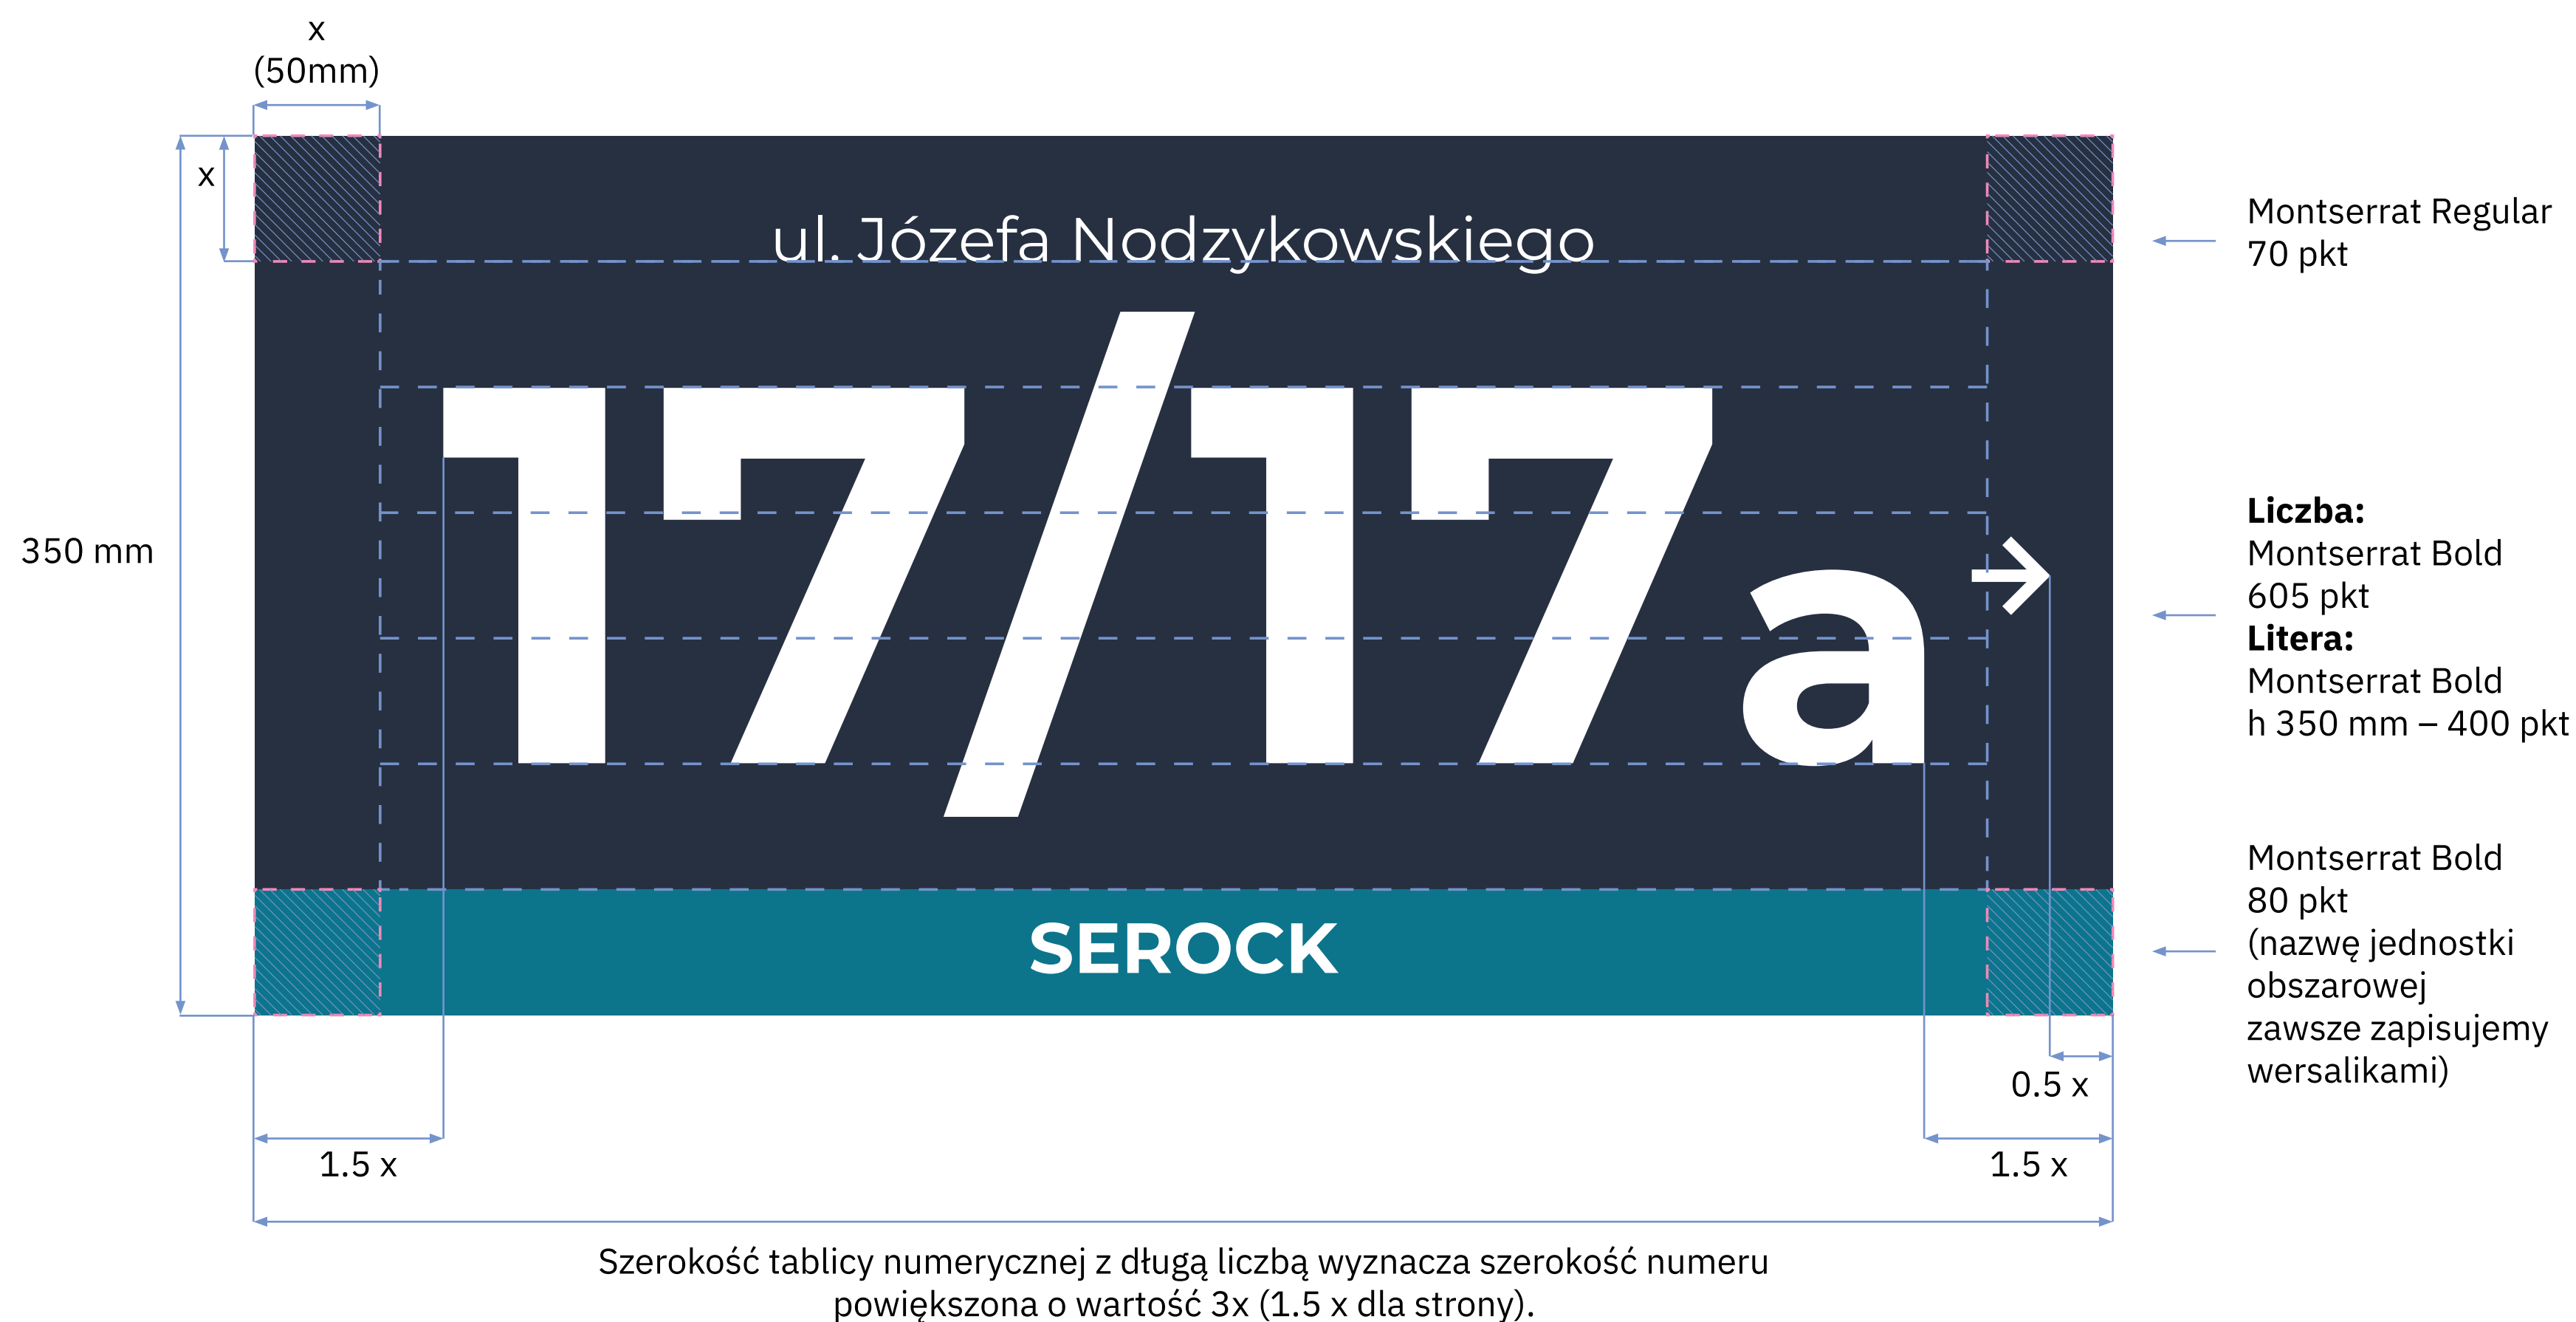 x
(50mm)
x
350 mm
ul. Józefa Nodzykowskiego
17/17a
SEROCK
Montserrat Regular
70 pkt
Liczba:
Montserrat Bold
605 pkt
Litera:
Montserrat Bold
h 350 mm – 400 pkt
Montserrat Bold
80 pkt
(nazwę jednostki
obszarowej
zawsze zapisujemy
wersalikami)
0.5 x
1.5 x
1.5 x
Szerokość tablicy numerycznej z długą liczbą wyznacza szerokość numeru
powiększona o wartość 3x (1.5 x dla strony).